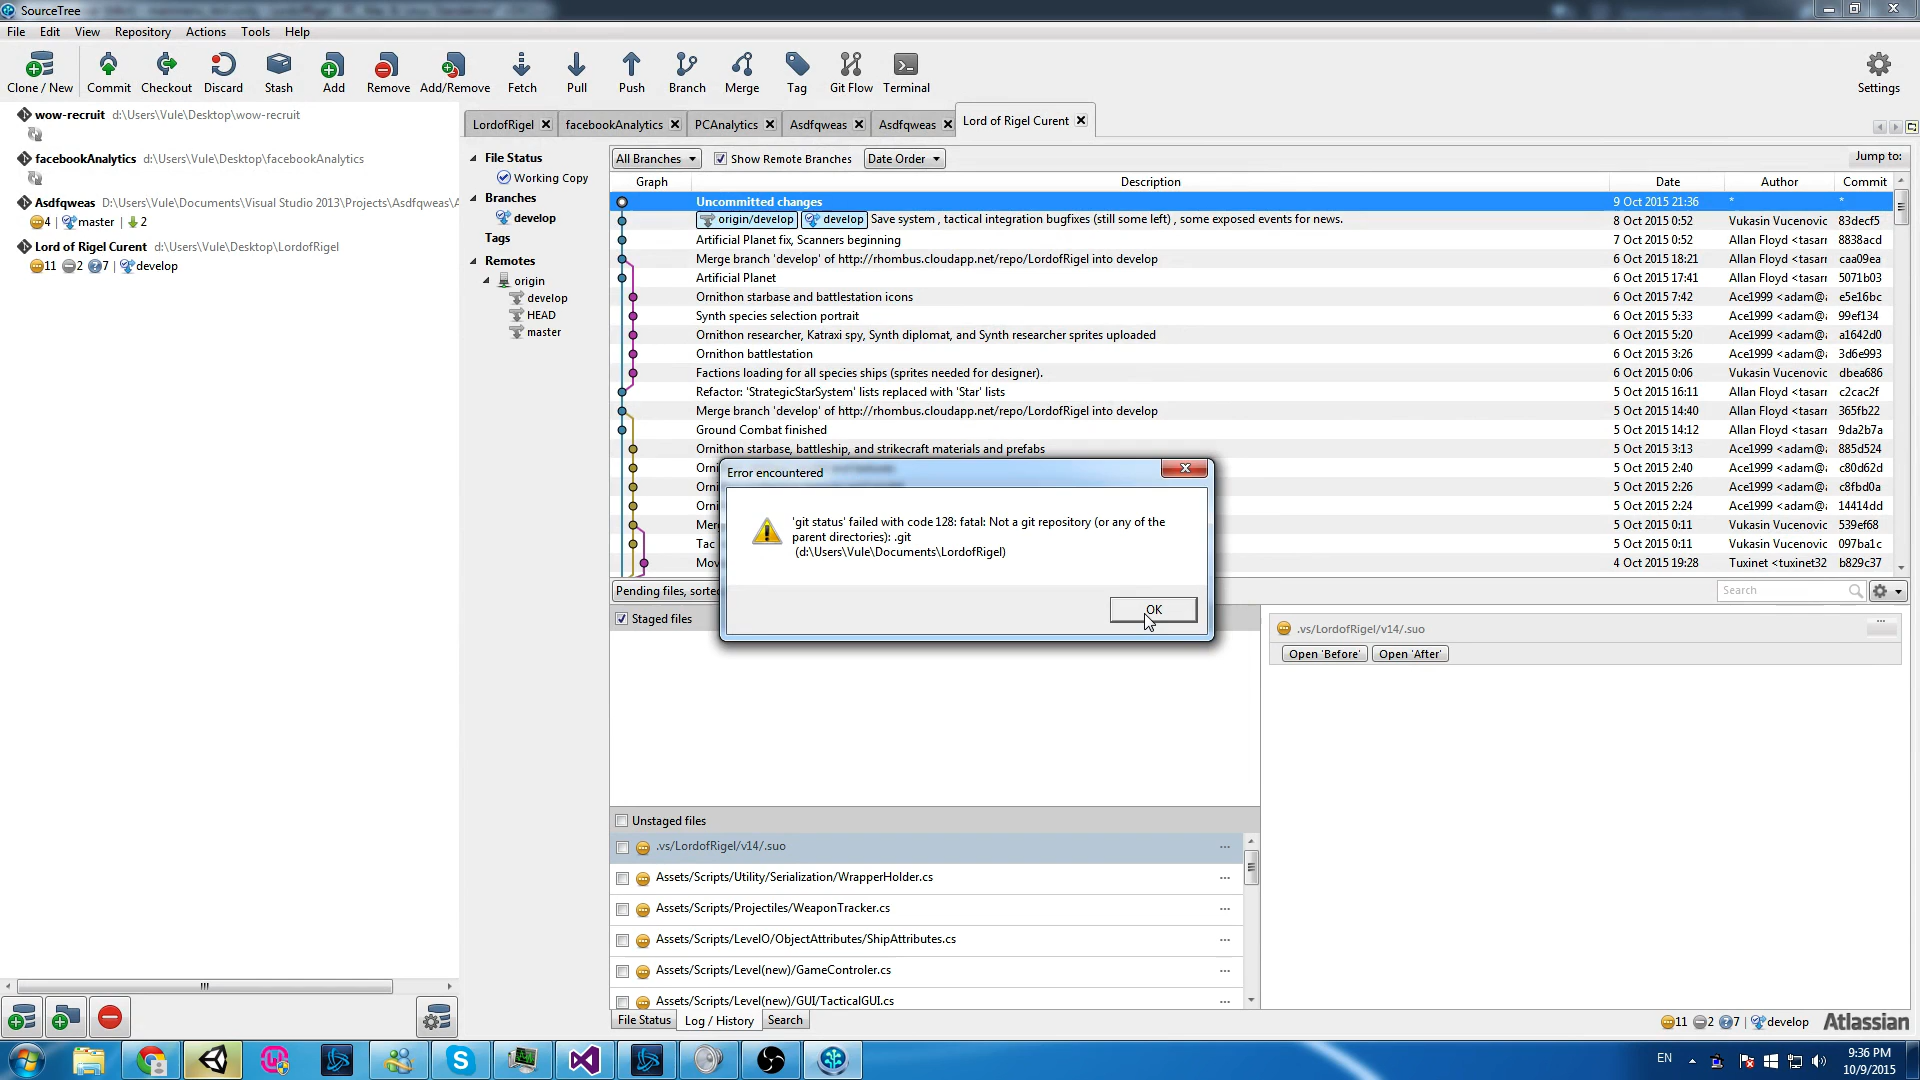 SourceTree
File Edit View Repository Actions Tools Help
Clone / New Commit Checkout Discard Stash Add Remove Add/Remove Fetch Pull Push Branch Merge Tag Git Flow Terminal Settings
wow-recruit d:\Users\Vule\Desktop\wow-recruit
facebookAnalytics d:\Users\Vule\Desktop\facebookAnalytics
Asdfqweas D:\Users\Vule\Documents\Visual Studio 2013\Projects\Asdfqweas\A
4 master 2
Lord of Rigel Curent d:\Users\Vule\Desktop\LordofRigel
11 2 7 develop
LordofRigel facebookAnalytics PCAnalytics Asdfqweas Asdfqweas Lord of Rigel Curent
File Status
Working Copy
Branches
develop
Tags
Remotes
origin
develop
HEAD
master
All Branches Show Remote Branches Date Order Jump to:
Graph Description Date Author Commit
Uncommitted changes 9 Oct 2015 21:36 * *
origin/develop develop Save system , tactical integration bugfixes (still some left) , some exposed events for news. 8 Oct 2015 0:52 Vukasin Vucenovic 83decf5
Artificial Planet fix, Scanners beginning 7 Oct 2015 0:52 Allan Floyd <tasarr 8838acd
Merge branch 'develop' of http://rhombus.cloudapp.net/repo/LordofRigel into develop 6 Oct 2015 18:21 Allan Floyd <tasarr caa09ea
Artificial Planet 6 Oct 2015 17:41 Allan Floyd <tasarr 5071b03
Ornithon starbase and battlestation icons 6 Oct 2015 7:42 Ace1999 <adam@a e5e16bc
Synth species selection portrait 6 Oct 2015 5:33 Ace1999 <adam@a 99ef134
Ornithon researcher, Katraxi spy, Synth diplomat, and Synth researcher sprites uploaded 6 Oct 2015 5:20 Ace1999 <adam@a a1642d0
Ornithon battlestation 6 Oct 2015 3:26 Ace1999 <adam@a 3d6e993
Factions loading for all species ships (sprites needed for designer). 6 Oct 2015 0:06 Vukasin Vucenovic dbea686
Refactor: 'StrategicStarSystem' lists replaced with 'Star' lists 5 Oct 2015 16:11 Allan Floyd <tasarr c2cac2f
Merge branch 'develop' of http://rhombus.cloudapp.net/repo/LordofRigel into develop 5 Oct 2015 14:40 Allan Floyd <tasarr 365fb22
Ground Combat finished 5 Oct 2015 14:12 Allan Floyd <tasarr 9da2b7a
Ornithon starbase, battleship, and strikecraft materials and prefabs 5 Oct 2015 3:13 Ace1999 <adam@a 885d524
Orni 5 Oct 2015 2:40 Ace1999 <adam@a c80d62d
Orni 5 Oct 2015 2:26 Ace1999 <adam@a c8fbd0a
Orni 5 Oct 2015 2:24 Ace1999 <adam@a 14414dd
Mer 5 Oct 2015 0:11 Vukasin Vucenovic 539ef68
Tac 5 Oct 2015 0:11 Vukasin Vucenovic 097ba1c
Mov 4 Oct 2015 19:28 Tuxinet <tuxinet32 b829c37
Error encountered
'git status' failed with code 128: fatal: Not a git repository (or any of the
parent directories): .git
(d:\Users\Vule\Documents\LordofRigel)
OK
Pending files, sorte
Search
Staged files
.vs/LordofRigel/v14/.suo
Open 'Before' Open 'After'
Unstaged files
.vs/LordofRigel/v14/.suo
Assets/Scripts/Utility/Serialization/WrapperHolder.cs
Assets/Scripts/Projectiles/WeaponTracker.cs
Assets/Scripts/LevelO/ObjectAttributes/ShipAttributes.cs
Assets/Scripts/Level(new)/GameControler.cs
Assets/Scripts/Level(new)/GUI/TacticalGUI.cs
File Status Log / History Search
11 2 7 develop Atlassian
EN 9:36 PM
10/9/2015